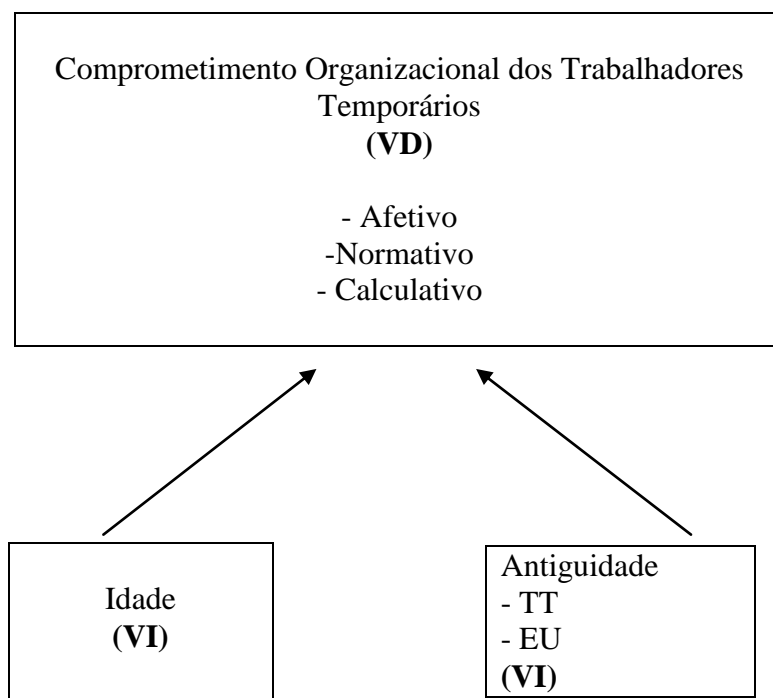 Comprometimento Organizacional dos Trabalhadores
Temporários
(VD)
- Afetivo
-Normativo
- Calculativo
Idade
(VI)
Antiguidade
- TT
- EU
(VI)